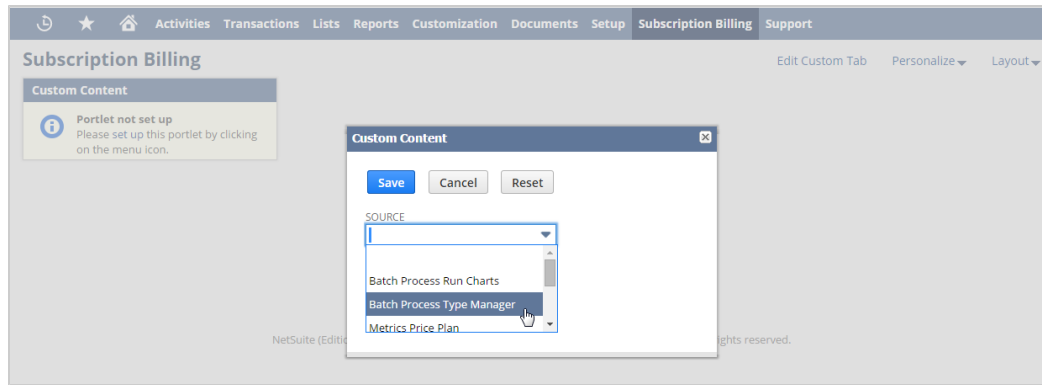 Activities Transactions Lists Reports Customization Documents Setup Subscription Billing Support
Subscription Billing
Edit Custom Tab Personalize Layout
Custom Content
Portlet not set up
Please set up this portlet by clicking
on the menu icon.
Custom Content
Save Cancel Reset
SOURCE
Batch Process Run Charts
Batch Process Type Manager
Metrics Price Plan
NetSuite rights reserved.